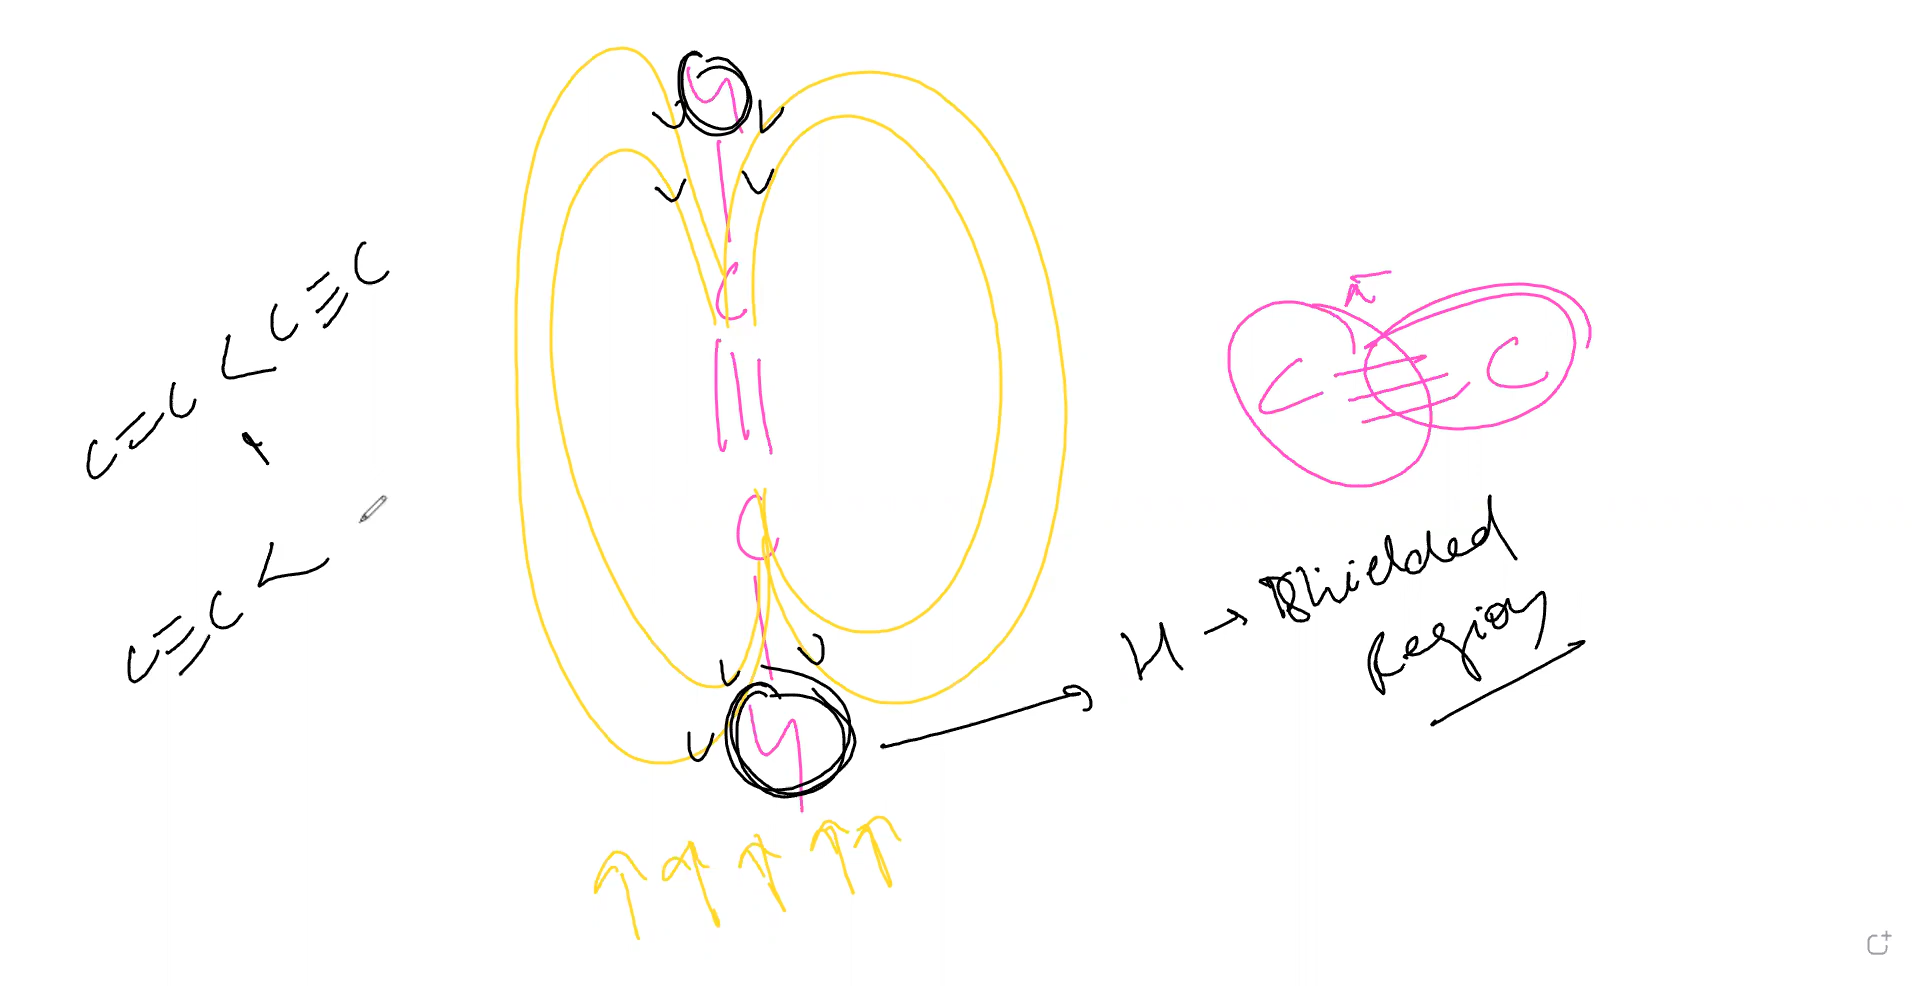 H
C
|||
C
H
C=C < C≡C
C≡C <
π
C≡C
H → Shielded
Region